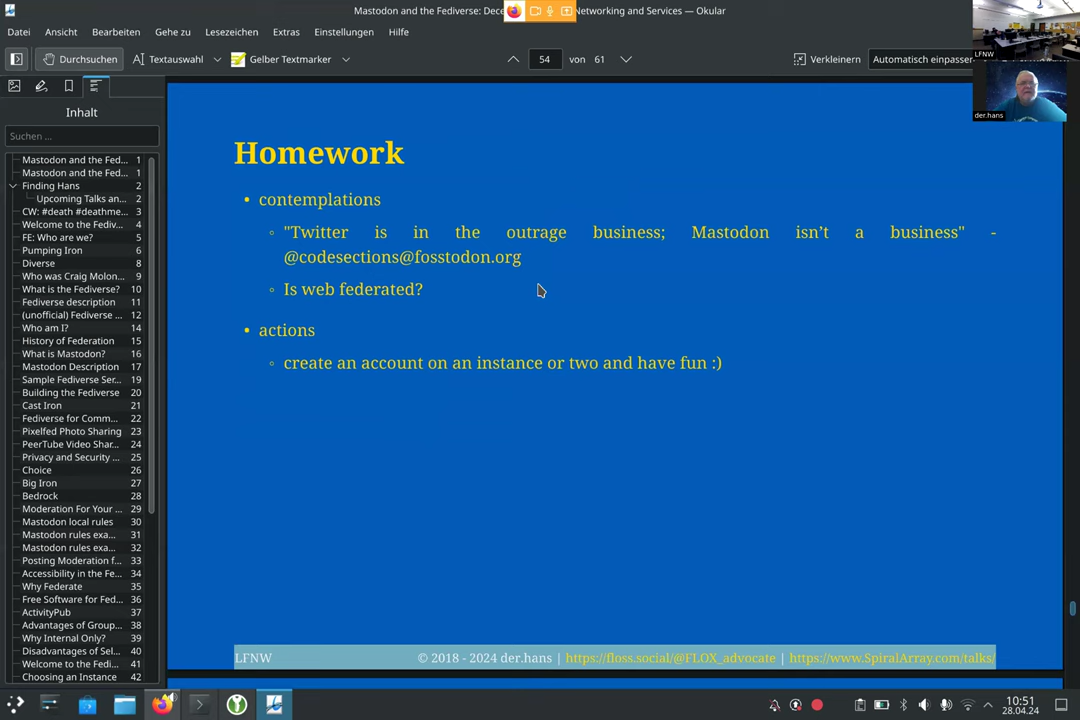 Mastodon and the Fediverse: Dece
Networking and Services — Okular
Datei Ansicht Bearbeiten Gehe zu Lesezeichen Extras Einstellungen Hilfe
Durchsuchen Textauswahl Gelber Textmarker 54 von 61 Verkleinern Automatisch einpassen
LFNW
der.hans
Inhalt
Suchen ...
Mastodon and the Fed... 1
Mastodon and the Fed... 1
Finding Hans 2
Upcoming Talks an... 2
CW: #death #deathme... 3
Welcome to the Fediv... 4
FE: Who are we? 5
Pumping Iron 6
Diverse 8
Who was Craig Molon... 9
What is the Fediverse? 10
Fediverse description 11
(unofficial) Fediverse ... 12
Who am I? 14
History of Federation 15
What is Mastodon? 16
Mastodon Description 17
Sample Fediverse Ser... 19
Building the Fediverse 20
Cast Iron 21
Fediverse for Comm... 22
Pixelfed Photo Sharing 23
PeerTube Video Shar... 24
Privacy and Security ... 25
Choice 26
Big Iron 27
Bedrock 28
Moderation For Your ... 29
Mastodon local rules 30
Mastodon rules exa... 31
Mastodon rules exa... 32
Posting Moderation f... 33
Accessibility in the Fe... 34
Why Federate 35
Free Software for Fed... 36
ActivityPub 37
Advantages of Group... 38
Why Internal Only? 39
Disadvantages of Sel... 40
Welcome to the Fedi... 41
Choosing an Instance 42
Homework
• contemplations
◦ "Twitter is in the outrage business; Mastodon isn’t a business" -
@codesections@fosstodon.org
◦ Is web federated?
• actions
◦ create an account on an instance or two and have fun :)
LFNW © 2018 - 2024 der.hans | https://floss.social/@FLOX_advocate | https://www.SpiralArray.com/talks/
10:51
28.04.24